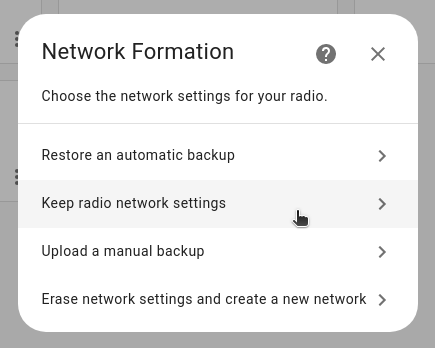 Network Formation
Choose the network settings for your radio.
Restore an automatic backup
Keep radio network settings
Upload a manual backup
Erase network settings and create a new network